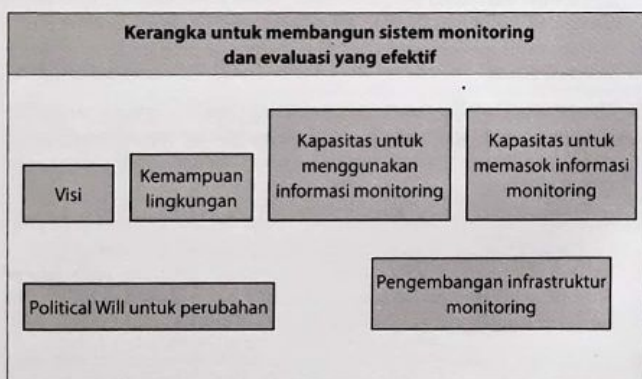 Kerangka untuk membangun sistem monitoring
dan evaluasi yang efektif
Visi
Kemampuan
lingkungan
Kapasitas untuk
menggunakan
informasi monitoring
Kapasitas untuk
memasok informasi
monitoring
Political Will untuk perubahan
Pengembangan infrastruktur
monitoring